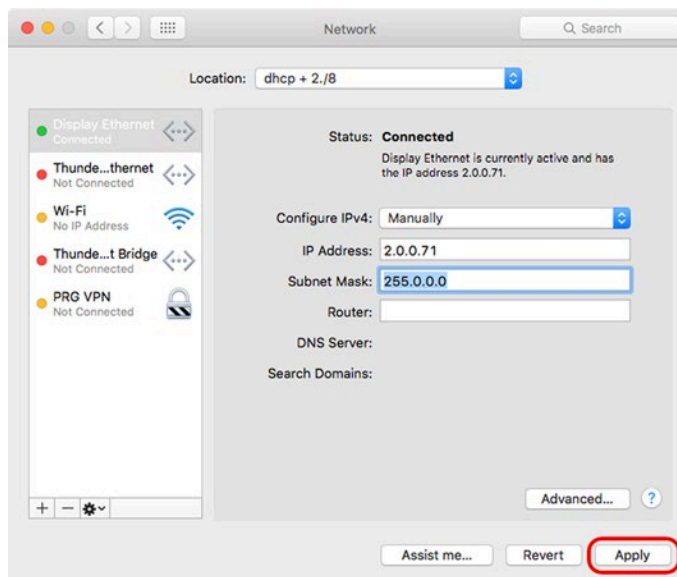 Network
Search
Location: dhcp + 2./8
Display Ethernet
Connected
Thunde...thernet
Not Connected
Wi-Fi
No IP Address
Thunde...t Bridge
Not Connected
PRG VPN
Not Connected
Status: Connected
Display Ethernet is currently active and has
the IP address 2.0.0.71.
Configure IPv4: Manually
IP Address: 2.0.0.71
Subnet Mask: 255.0.0.0
Router:
DNS Server:
Search Domains:
Advanced... ?
Assist me... Revert Apply